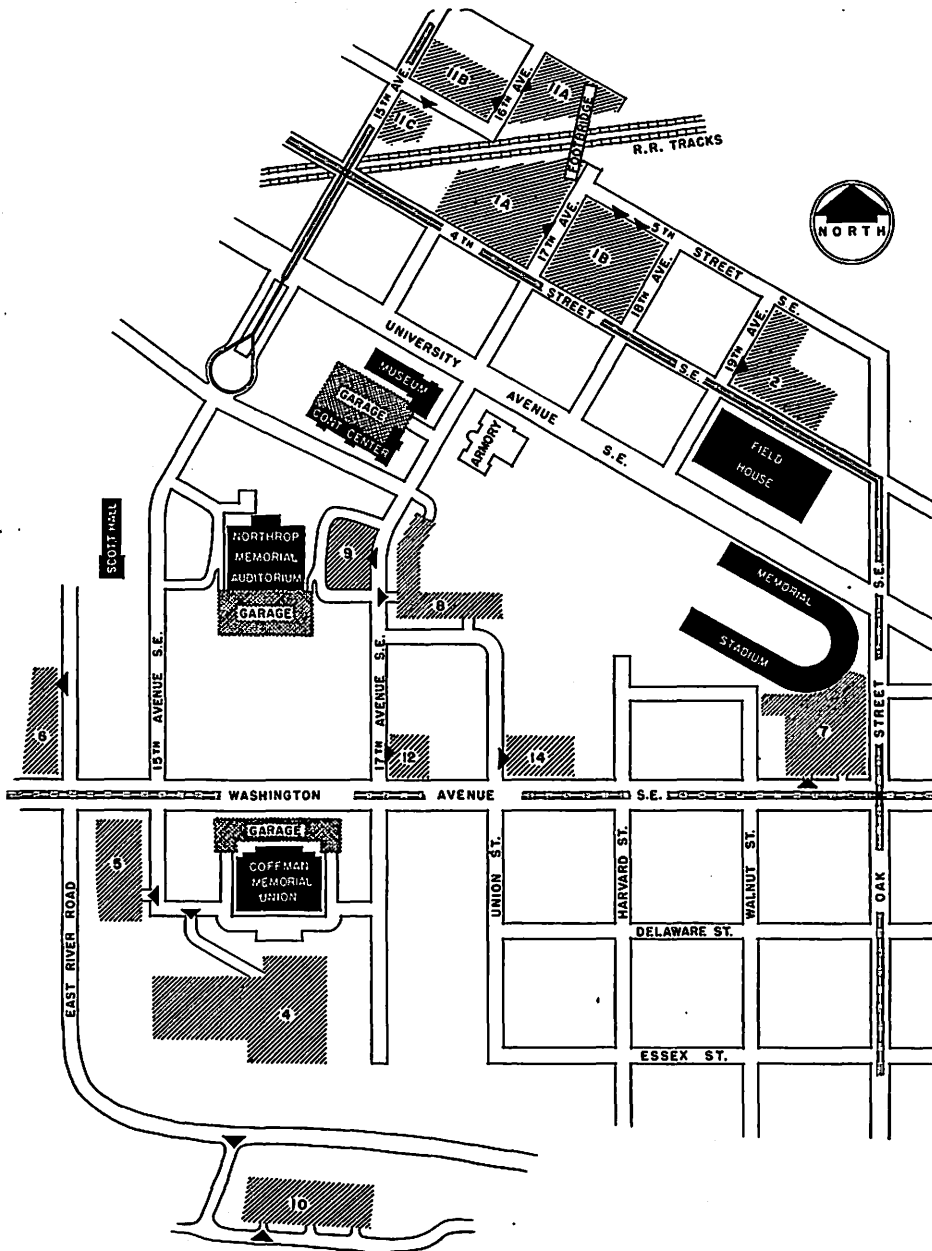 15TH AVE.
11B
16TH AVE.
11A
11C
FOOTBRIDGE
R.R. TRACKS
1A
4TH
STREET
S.E.
17TH AVE.
1B
18TH AVE.
5TH
STREET
S.E.
19TH AVE.
2
NORTH
UNIVERSITY
AVENUE
S.E.
MUSEUM
GARAGE
CONT CENTER
ARMORY
FIELD
HOUSE
SCOTT HALL
NORTHROP
MEMORIAL
AUDITORIUM
GARAGE
9
8
MEMORIAL
STADIUM
S.E.
STREET
OAK
15TH AVENUE S.E.
17TH AVENUE S.E.
6
12
14
7
WASHINGTON
AVENUE
S.E.
GARAGE
COFFMAN
MEMORIAL
UNION
5
EAST RIVER ROAD
UNION ST.
HARVARD ST.
WALNUT ST.
DELAWARE ST.
4
ESSEX ST.
10